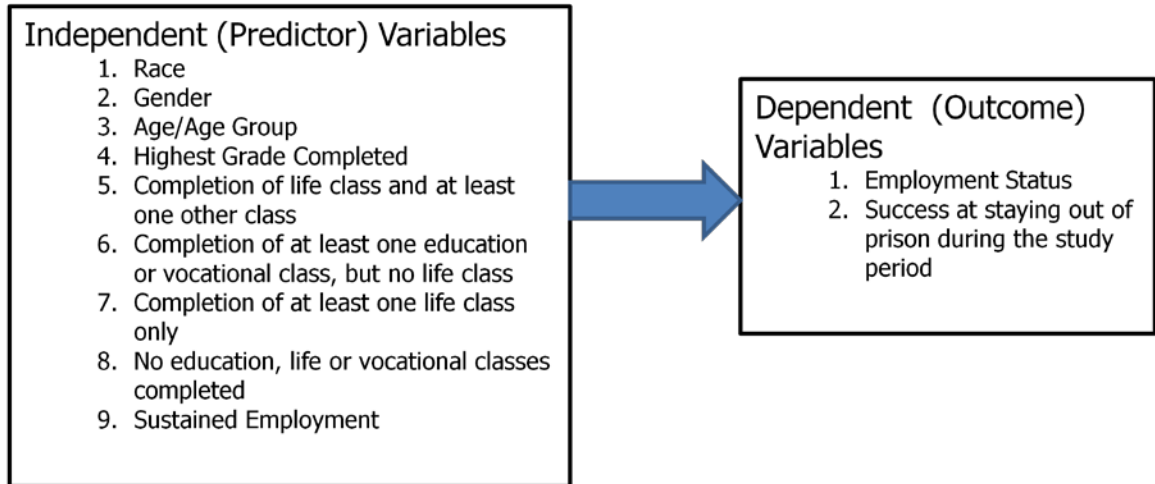 Independent (Predictor) Variables
1. Race
2. Gender
3. Age/Age Group
4. Highest Grade Completed
5. Completion of life class and at least
one other class
6. Completion of at least one education
or vocational class, but no life class
7. Completion of at least one life class
only
8. No education, life or vocational classes
completed
9. Sustained Employment
Dependent (Outcome)
Variables
1. Employment Status
2. Success at staying out of
prison during the study
period